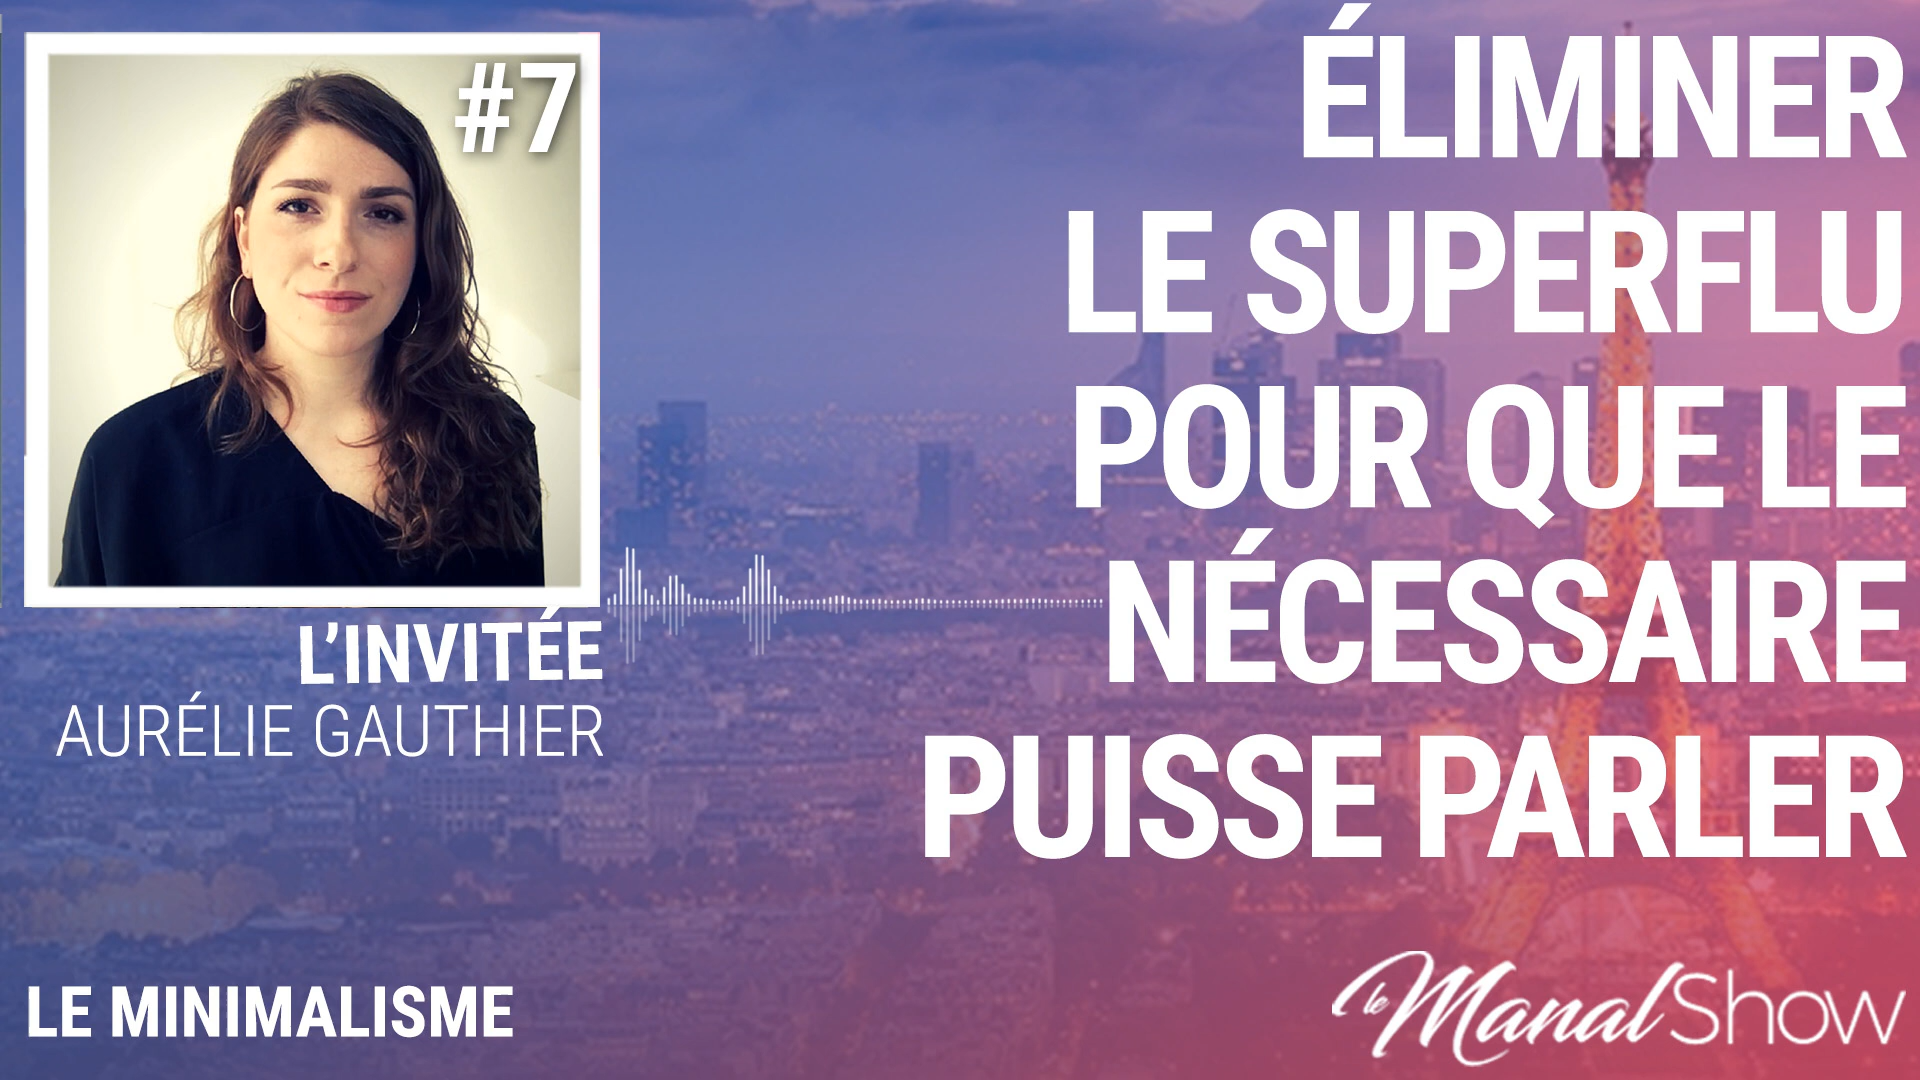 #7
L’INVITÉE
AURÉLIE GAUTHIER
ÉLIMINER
LE SUPERFLU
POUR QUE LE
NÉCESSAIRE
PUISSE PARLER
LE MINIMALISME
le Manal Show